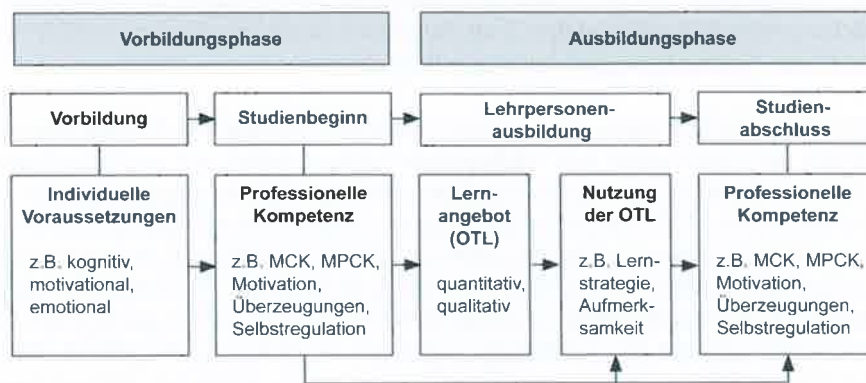 Vorbildungsphase
Ausbildungsphase
Vorbildung
Studienbeginn
Lehrpersonen-
ausbildung
Studien-
abschluss
Individuelle
Voraussetzungen
z.B. kognitiv,
motivational,
emotional
Professionelle
Kompetenz
z.B. MCK, MPCK,
Motivation,
Überzeugungen,
Selbstregulation
Lern-
angebot
(OTL)
quantitativ,
qualitativ
Nutzung
der OTL
z.B. Lern-
strategie,
Aufmerk-
samkeit
Professionelle
Kompetenz
z.B. MCK, MPCK,
Motivation,
Überzeugungen,
Selbstregulation